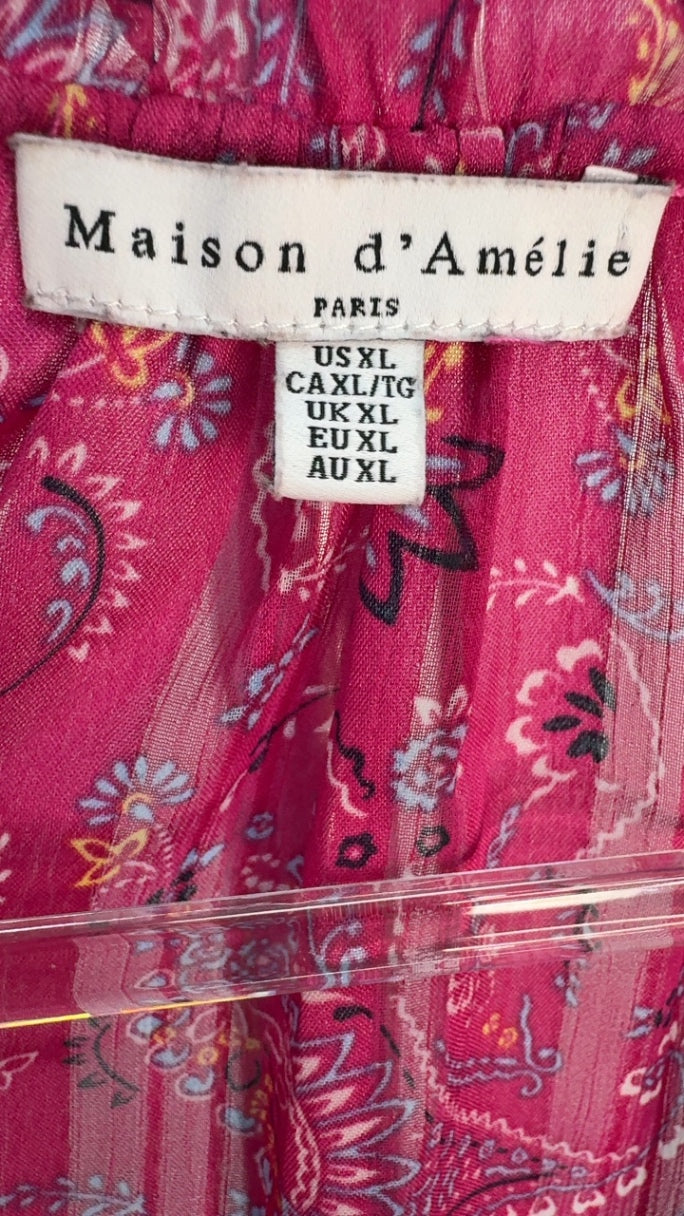 Maison d'Amélie
PARIS
US XL
CA XL/TG
UK XL
EU XL
AU XL